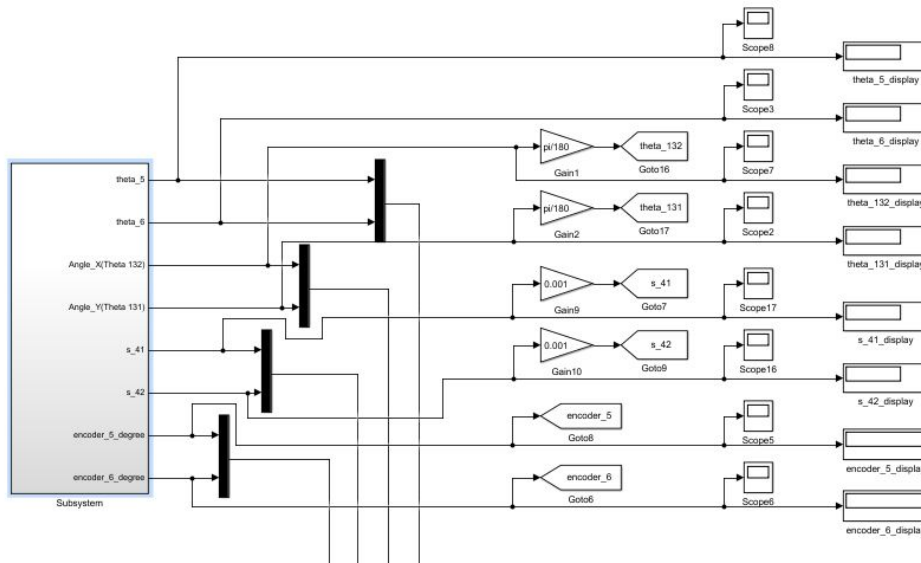 Scope8
theta_5_display
Scope3
theta_6_display
pi/180
theta_132
Gain1
Goto16
Scope7
theta_132_display
theta_5
pi/180
theta_131
theta_6
Gain2
Goto17
Scope2
theta_131_display
Angle_X(Theta 132)
0.001
s_41
Angle_Y(Theta 131)
Gain9
Goto7
Scope17
s_41_display
s_41
0.001
s_42
Gain10
Goto9
Scope16
s_42_display
s_42
encoder_5
encoder_5_degree
Goto8
Scope5
encoder_5_displa
encoder_6_degree
encoder_6
Subsystem
Goto6
Scope6
encoder_6_displa